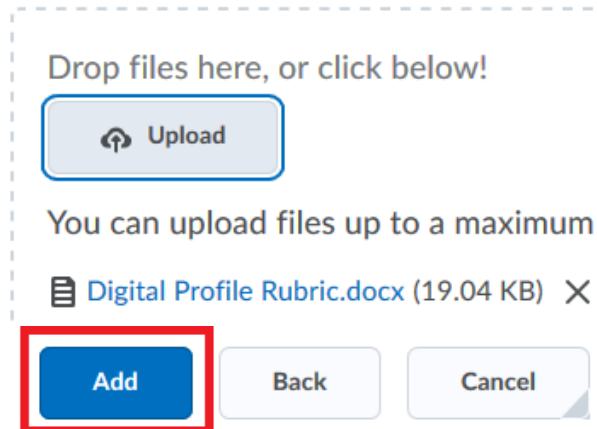 Drop files here, or click below!
Upload
You can upload files up to a maximum
Digital Profile Rubric.docx (19.04 KB)
Add Back Cancel